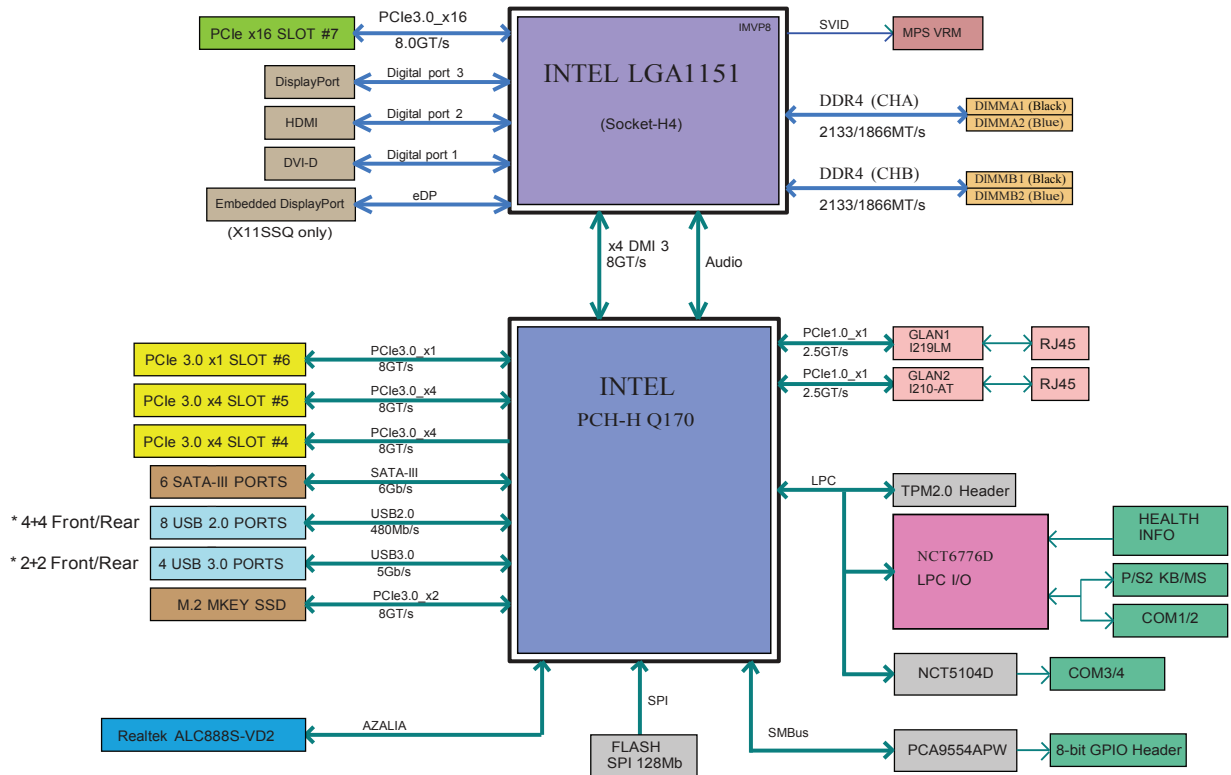 PCIe x16 SLOT #7
PCIe3.0_x16
8.0GT/s
DisplayPort
Digital port 3
HDMI
Digital port 2
DVI-D
Digital port 1
Embedded DisplayPort
eDP
(X11SSQ only)
IMVP8
INTEL LGA1151
(Socket-H4)
SVID
MPS VRM
DDR4 (CHA)
2133/1866MT/s
DIMMA1 (Black)
DIMMA2 (Blue)
DDR4 (CHB)
2133/1866MT/s
DIMMB1 (Black)
DIMMB2 (Blue)
x4 DMI 3
8GT/s
Audio
PCIe 3.0 x1 SLOT #6
PCIe3.0_x1
8GT/s
PCIe 3.0 x4 SLOT #5
PCIe3.0_x4
8GT/s
PCIe 3.0 x4 SLOT #4
PCIe3.0_x4
8GT/s
6 SATA-III PORTS
SATA-III
6Gb/s
* 4+4 Front/Rear
8 USB 2.0 PORTS
USB2.0
480Mb/s
* 2+2 Front/Rear
4 USB 3.0 PORTS
USB3.0
5Gb/s
M.2 MKEY SSD
PCIe3.0_x2
8GT/s
INTEL
PCH-H Q170
PCIe1.0_x1
2.5GT/s
GLAN1
I219LM
RJ45
PCIe1.0_x1
2.5GT/s
GLAN2
I210-AT
RJ45
LPC
TPM2.0 Header
NCT6776D
LPC I/O
HEALTH
INFO
P/S2 KB/MS
COM1/2
NCT5104D
COM3/4
Realtek ALC888S-VD2
AZALIA
SPI
FLASH
SPI 128Mb
SMBus
PCA9554APW
8-bit GPIO Header